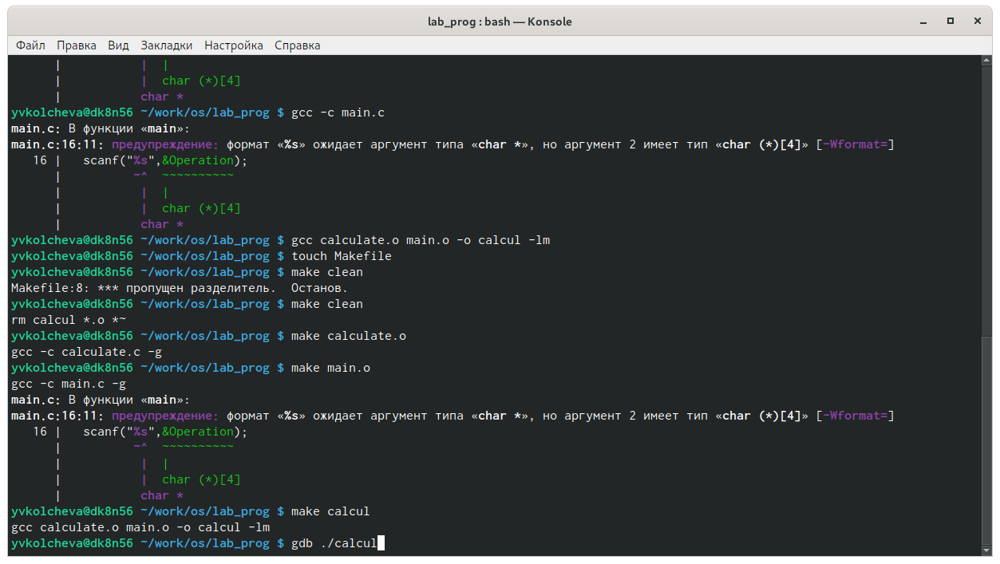 lab_prog : bash — Konsole
Файл Правка Вид Закладки Настройка Справка
| | |
| | char (*)[4]
| char *
yvkolcheva@dk8n56 ~/work/os/lab_prog $ gcc -c main.c
main.c: В функции «main»:
main.c:16:11: предупреждение: формат «%s» ожидает аргумент типа «char *», но аргумент 2 имеет тип «char (*)[4]» [-Wformat=]
16 | scanf("%s",&Operation);
| ~^ ~~~~~~~~~~
| | |
| | char (*)[4]
| char *
yvkolcheva@dk8n56 ~/work/os/lab_prog $ gcc calculate.o main.o -o calcul -lm
yvkolcheva@dk8n56 ~/work/os/lab_prog $ touch Makefile
yvkolcheva@dk8n56 ~/work/os/lab_prog $ make clean
Makefile:8: *** пропущен разделитель. Останов.
yvkolcheva@dk8n56 ~/work/os/lab_prog $ make clean
rm calcul *.o *~
yvkolcheva@dk8n56 ~/work/os/lab_prog $ make calculate.o
gcc -c calculate.c -g
yvkolcheva@dk8n56 ~/work/os/lab_prog $ make main.o
gcc -c main.c -g
main.c: В функции «main»:
main.c:16:11: предупреждение: формат «%s» ожидает аргумент типа «char *», но аргумент 2 имеет тип «char (*)[4]» [-Wformat=]
16 | scanf("%s",&Operation);
| ~^ ~~~~~~~~~~
| | |
| | char (*)[4]
| char *
yvkolcheva@dk8n56 ~/work/os/lab_prog $ make calcul
gcc calculate.o main.o -o calcul -lm
yvkolcheva@dk8n56 ~/work/os/lab_prog $ gdb ./calcul